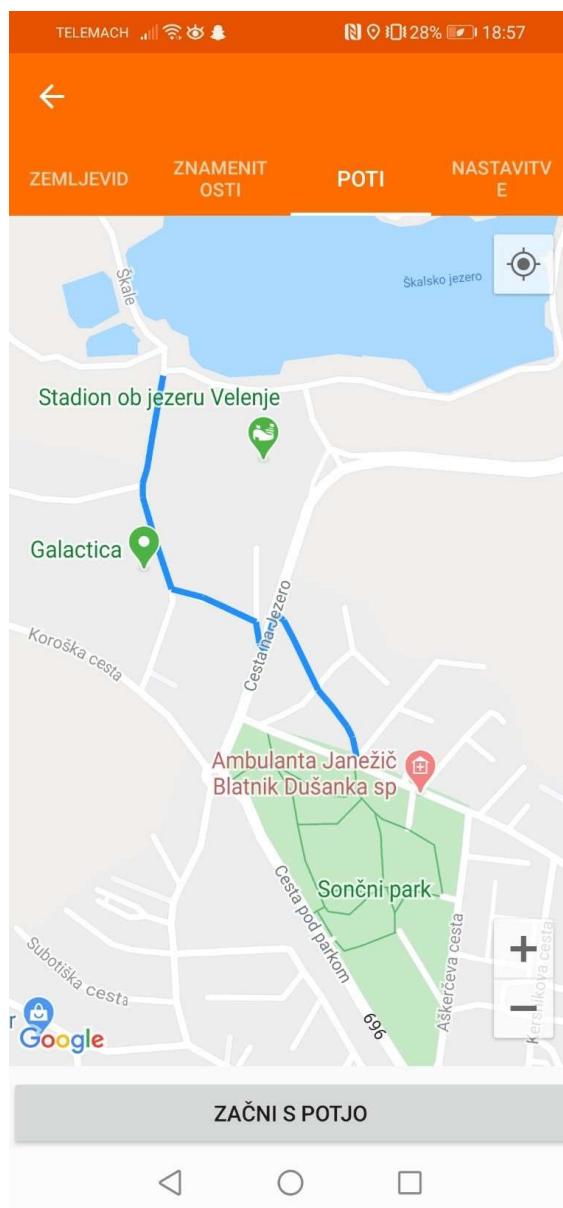 TELEMACH
28%
18:57
ZEMLJEVID
ZNAMENIT
OSTI
POTI
NASTAVITV
E
Škale
Škalsko jezero
Stadion ob jezeru Velenje
Galactica
Cesta na Jezero
Koroška cesta
Ambulanta Janežič
Blatnik Dušanka sp
Sončni park
Cesta pod parkom
Aškerčeva cesta
Kersnikova cesta
Subotiška cesta
696
r
Google
ZAČNI S POTJO